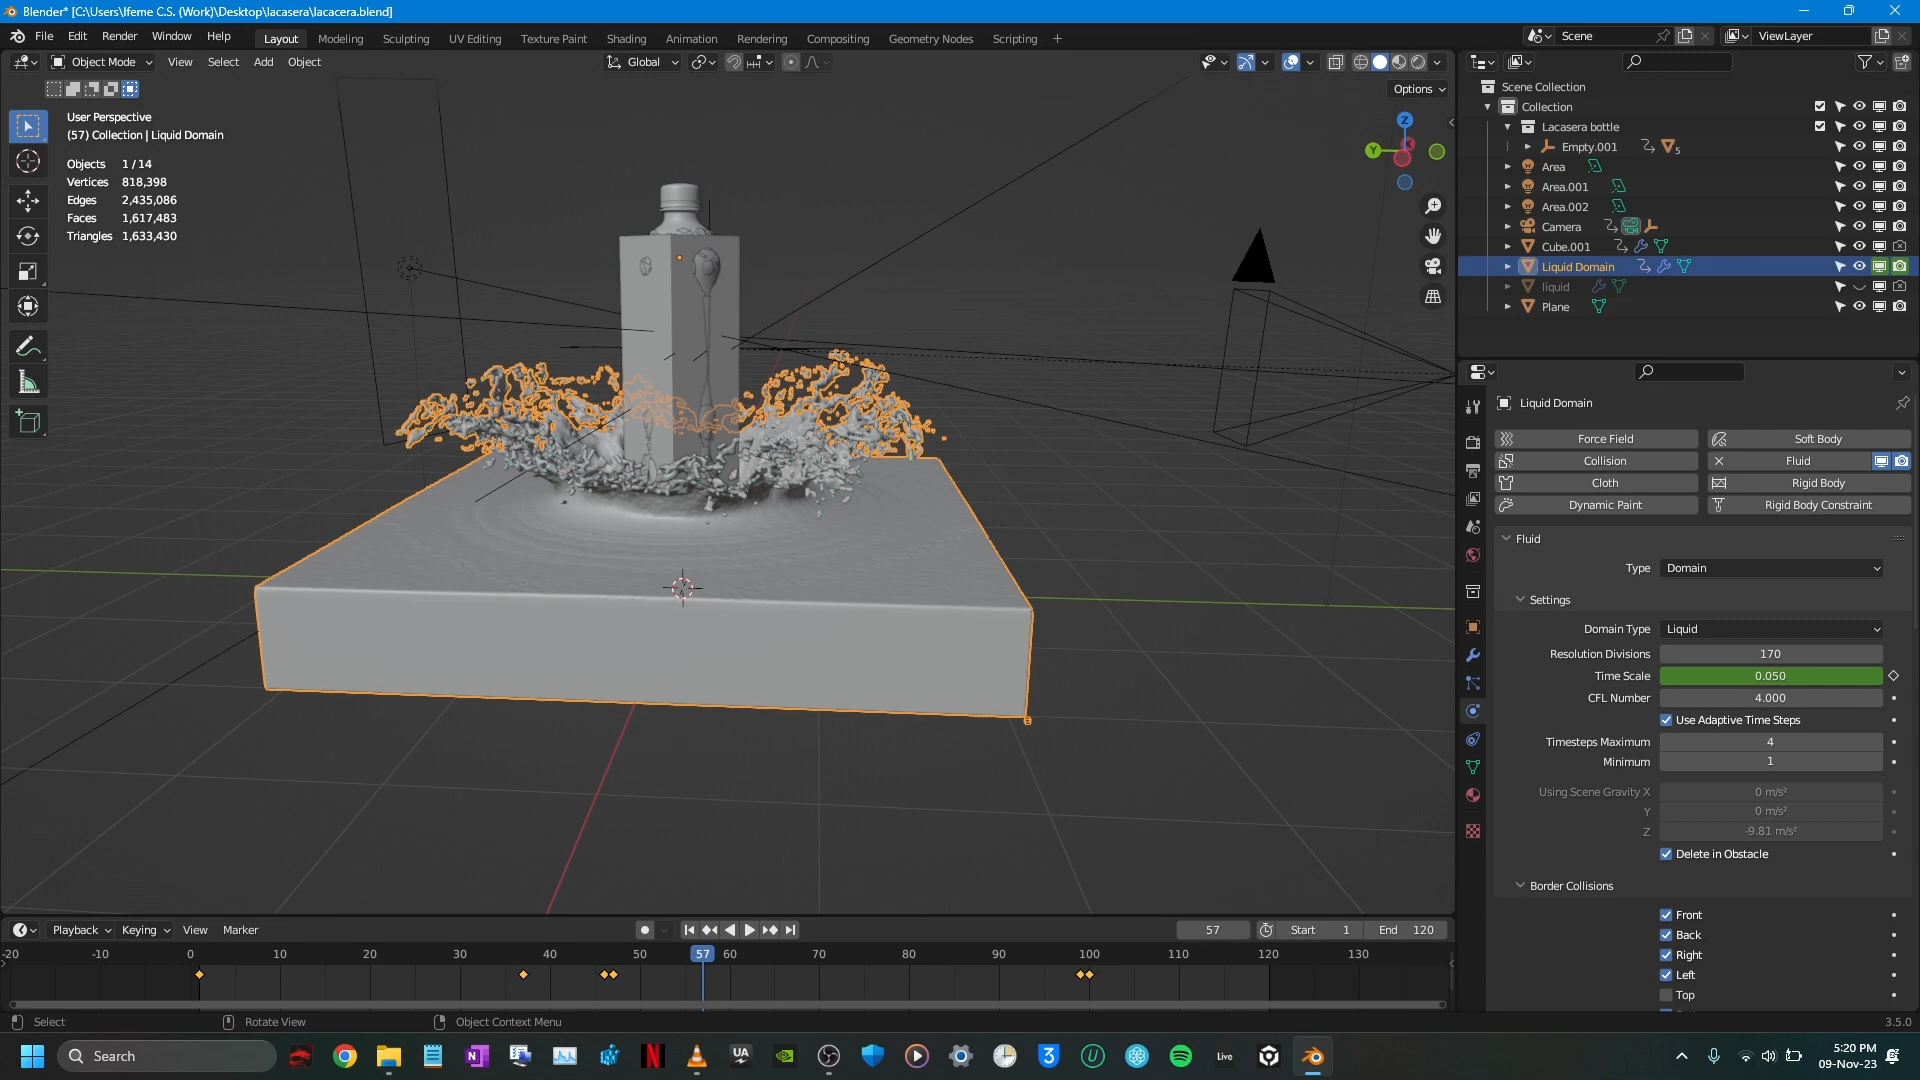 Blender* [C:\Users\Ifeme C.S. (Work)\Desktop\lacasera\lacacera.blend]
File Edit Render Window Help Layout Modeling Sculpting UV Editing Texture Paint Shading Animation Rendering Compositing Geometry Nodes Scripting + Scene ViewLayer
Object Mode View Select Add Object Global
Options
User Perspective
(57) Collection | Liquid Domain
Objects 1/14
Vertices 818,398
Edges 2,435,086
Faces 1,617,483
Triangles 1,633,430
Z
Y
X
Scene Collection
Collection
Lacasera bottle
Empty.001 5
Area
Area.001
Area.002
Camera
Cube.001
Liquid Domain
liquid
Plane
Liquid Domain
Force Field Soft Body
Collision Fluid
Cloth Rigid Body
Dynamic Paint Rigid Body Constraint
Fluid
Type Domain
Settings
Domain Type Liquid
Resolution Divisions 170
Time Scale 0.050
CFL Number 4.000
Use Adaptive Time Steps
Timesteps Maximum 4
Minimum 1
Using Scene Gravity X 0 m/s²
Y 0 m/s²
Z -9.81 m/s²
Delete in Obstacle
Border Collisions
Front
Back
Right
Left
Top
Playback Keying View Marker 57 Start 1 End 120
-20 -10 0 10 20 30 40 50 57 60 70 80 90 100 110 120 130
Select Rotate View Object Context Menu 3.5.0
Search N N UA 3 U Live 5:20 PM
09-Nov-23